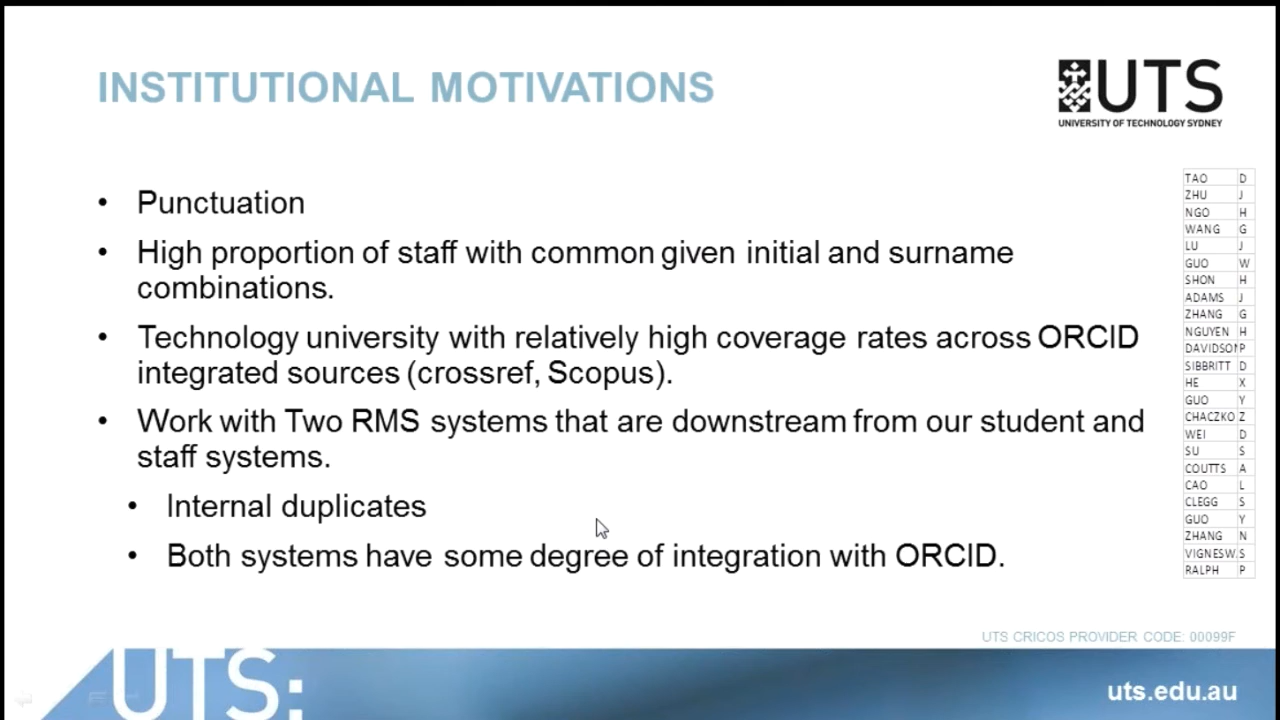 INSTITUTIONAL MOTIVATIONS
UTS
UNIVERSITY OF TECHNOLOGY SYDNEY
• Punctuation
• High proportion of staff with common given initial and surname
combinations.
• Technology university with relatively high coverage rates across ORCID
integrated sources (crossref, Scopus).
• Work with Two RMS systems that are downstream from our student and
staff systems.
• Internal duplicates
• Both systems have some degree of integration with ORCID.
TAO D
ZHU J
NGO H
WANG G
LU J
GUO W
SHON H
ADAMS J
ZHANG G
NGUYEN H
DAVIDSO P
SIBBRITT D
HE X
GUO Y
CHACZKO Z
WEI D
SU S
COUTTS A
CAO L
CLEGG S
GUO Y
ZHANG N
VIGNESW S
RALPH P
UTS CRICOS PROVIDER CODE: 00099F
UTS:
uts.edu.au